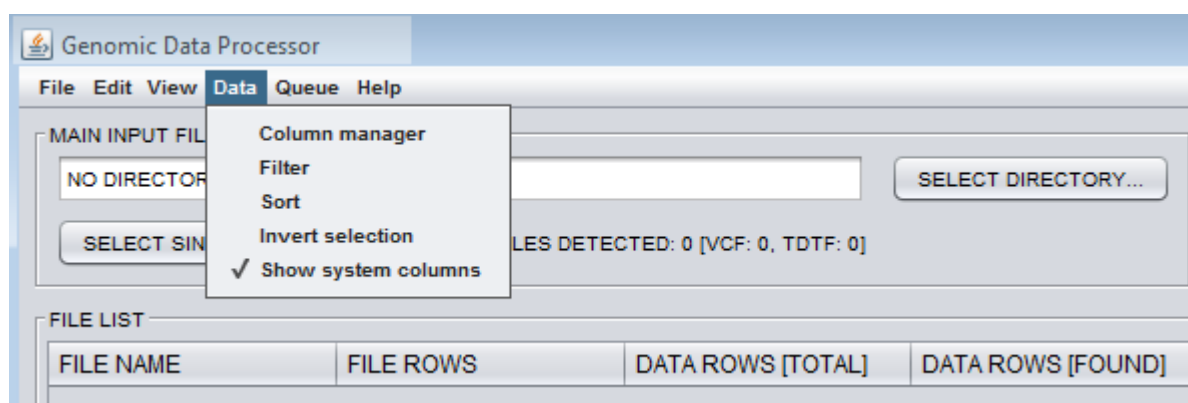 Genomic Data Processor
File Edit View Data Queue Help
MAIN INPUT FIL
Column manager
NO DIRECTOR
Filter
SELECT DIRECTORY...
Sort
SELECT SIN
Invert selection
LES DETECTED: 0 [VCF: 0, TDTF: 0]
✓ Show system columns
FILE LIST
FILE NAME FILE ROWS DATA ROWS [TOTAL] DATA ROWS [FOUND]